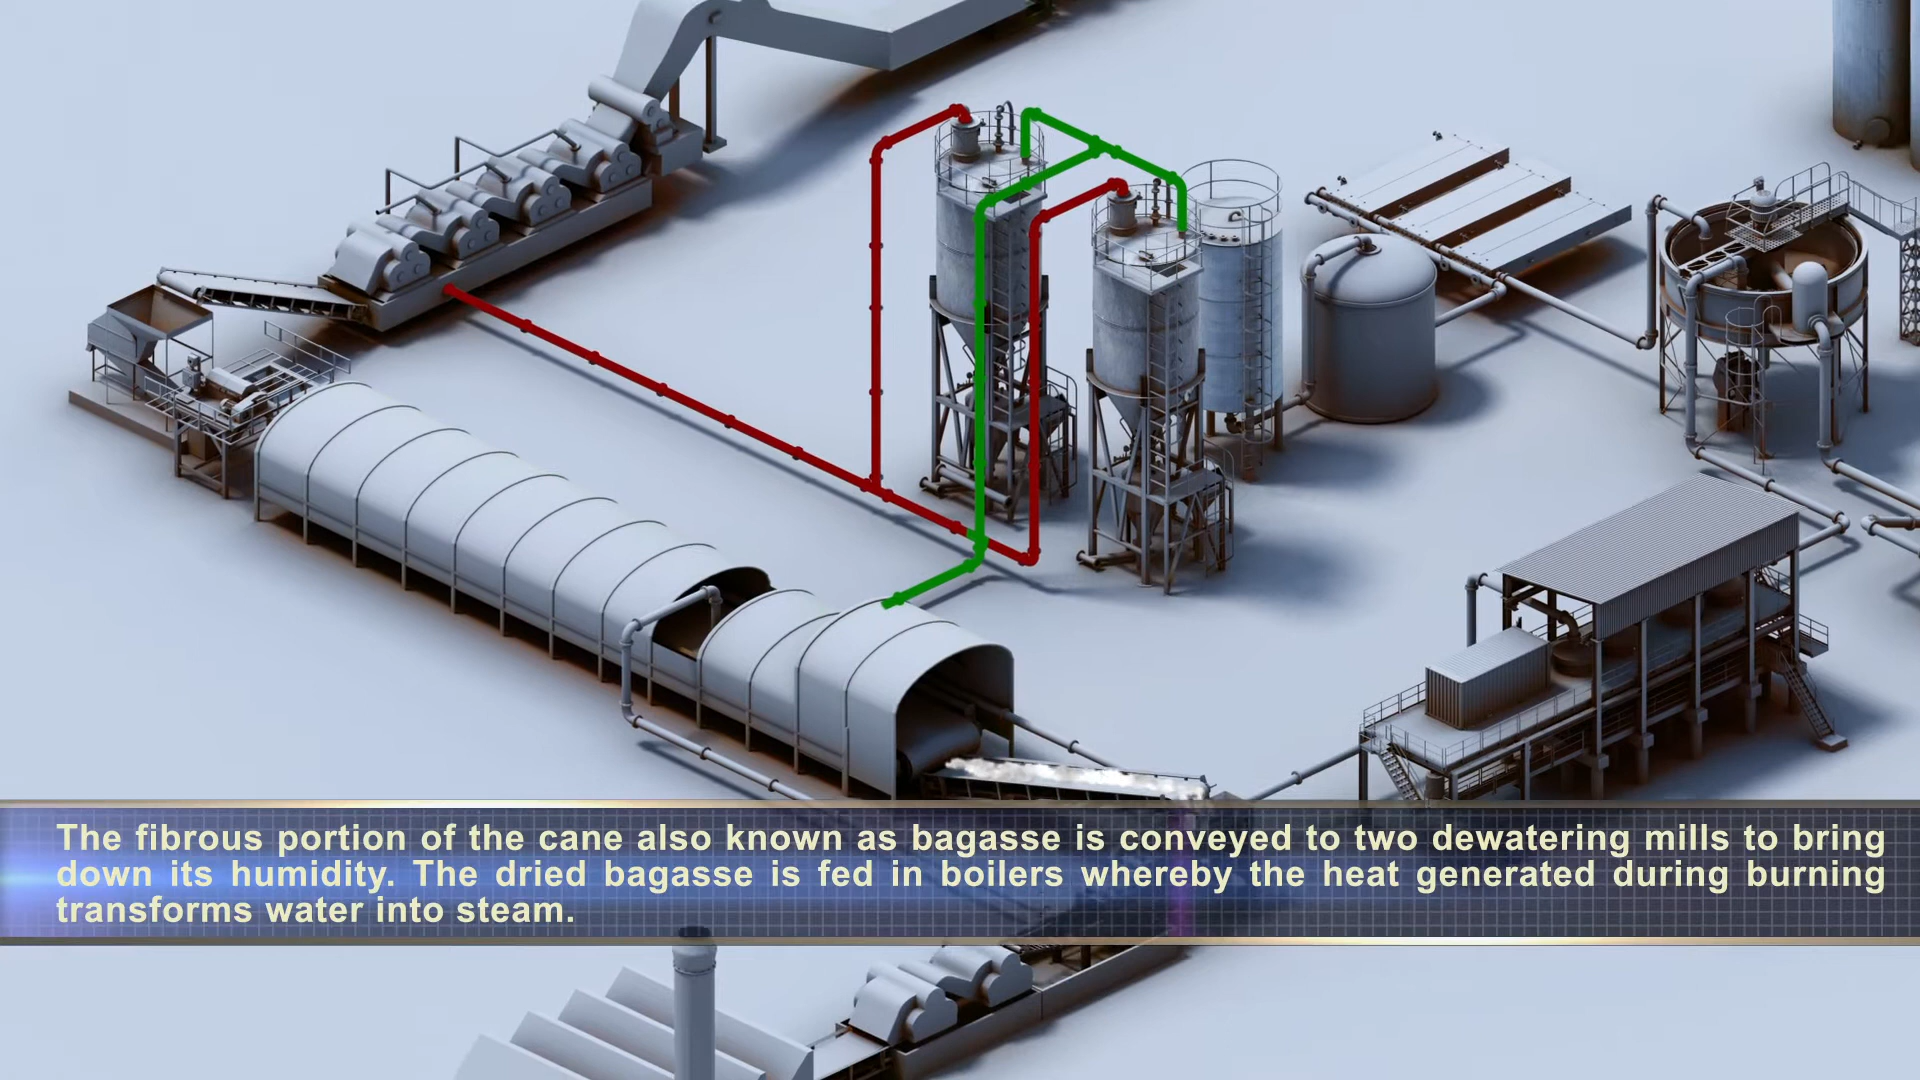 The fibrous portion of the cane also known as bagasse is conveyed to two dewatering mills to bring
down its humidity. The dried bagasse is fed in boilers whereby the heat generated during burning
transforms water into steam.